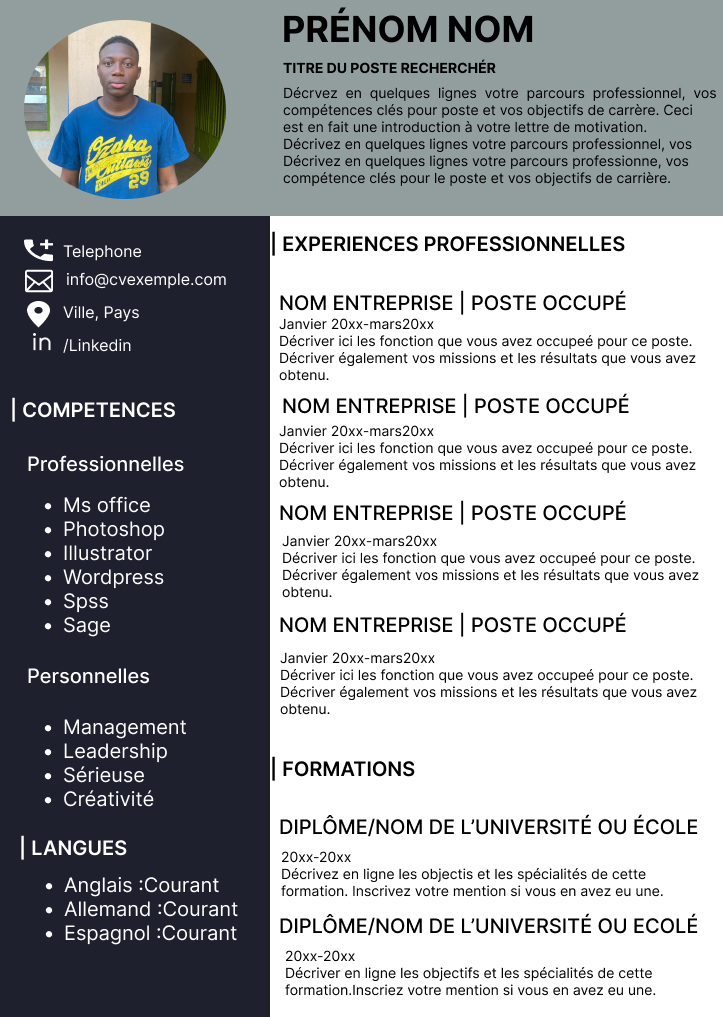 PRÉNOM NOM
TITRE DU POSTE RECHERCHÉR
Décrvez en quelques lignes votre parcours professionnel, vos
compétences clés pour poste et vos objectifs de carrère. Ceci
est en fait une introduction à votre lettre de motivation.
Décrivez en quelques lignes votre parcours professionnel, vos
Décrivez en quelques lignes votre parcours professionne, vos
compétence clés pour le poste et vos objectifs de carrière.
Ozaka
Outlaws
29
Telephone
info@cvexemple.com
Ville, Pays
in /Linkedin
| COMPETENCES
Professionnelles
• Ms office
• Photoshop
• Illustrator
• Wordpress
• Spss
• Sage
Personnelles
• Management
• Leadership
• Sérieuse
• Créativité
| LANGUES
• Anglais :Courant
• Allemand :Courant
• Espagnol :Courant
| EXPERIENCES PROFESSIONNELLES
NOM ENTREPRISE | POSTE OCCUPÉ
Janvier 20xx-mars20xx
Décriver ici les fonction que vous avez occupeé pour ce poste.
Décriver également vos missions et les résultats que vous avez
obtenu.
NOM ENTREPRISE | POSTE OCCUPÉ
Janvier 20xx-mars20xx
Décriver ici les fonction que vous avez occupeé pour ce poste.
Décriver également vos missions et les résultats que vous avez
obtenu.
NOM ENTREPRISE | POSTE OCCUPÉ
Janvier 20xx-mars20xx
Décriver ici les fonction que vous avez occupeé pour ce poste.
Décriver également vos missions et les résultats que vous avez
obtenu.
NOM ENTREPRISE | POSTE OCCUPÉ
Janvier 20xx-mars20xx
Décriver ici les fonction que vous avez occupeé pour ce poste.
Décriver également vos missions et les résultats que vous avez
obtenu.
| FORMATIONS
DIPLÔME/NOM DE L’UNIVERSITÉ OU ÉCOLE
20xx-20xx
Décrivez en ligne les objectis et les spécialités de cette
formation. Inscrivez votre mention si vous en avez eu une.
DIPLÔME/NOM DE L’UNIVERSITÉ OU ECOLÉ
20xx-20xx
Décriver en ligne les objectifs et les spécialités de cette
formation.Inscriez votre mention si vous en avez eu une.